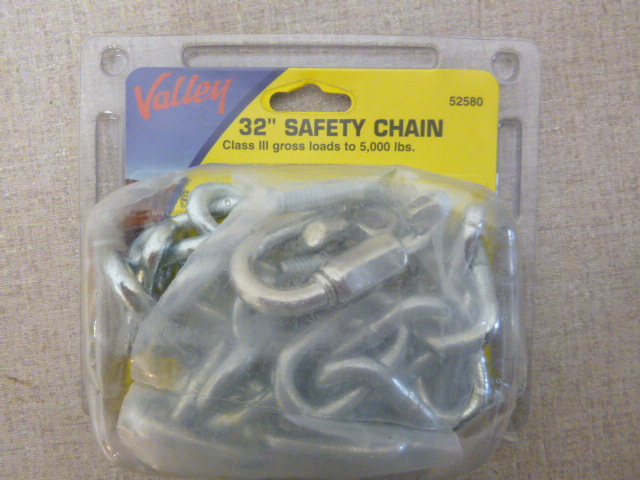 Valley
52580
32" SAFETY CHAIN
Class III gross loads to 5,000 lbs.